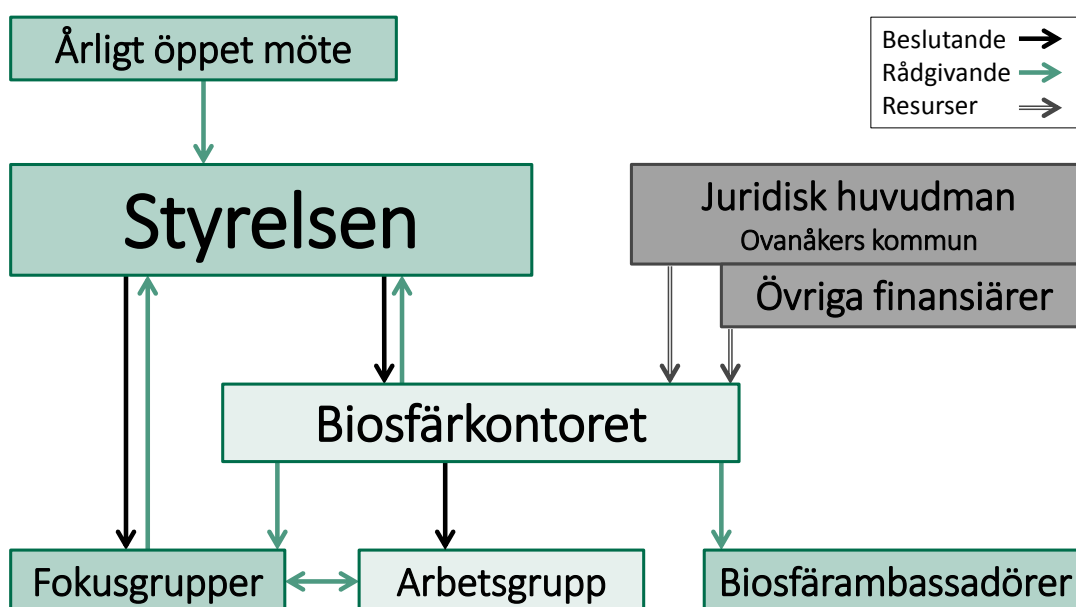 Årligt öppet möte
Beslutande
Rådgivande
Resurser
Styrelsen
Juridisk huvudman
Ovanåkers kommun
Övriga finansiärer
Biosfärkontoret
Fokusgrupper
Arbetsgrupp
Biosfärambassadörer